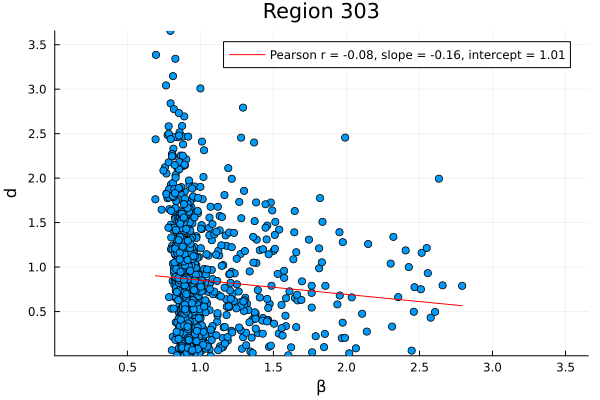 Region 303
Pearson r = -0.08, slope = -0.16, intercept = 1.01
3.5
3.0
2.5
2.0
1.5
1.0
0.5
d
0.5 1.0 1.5 2.0 2.5 3.0 3.5
β